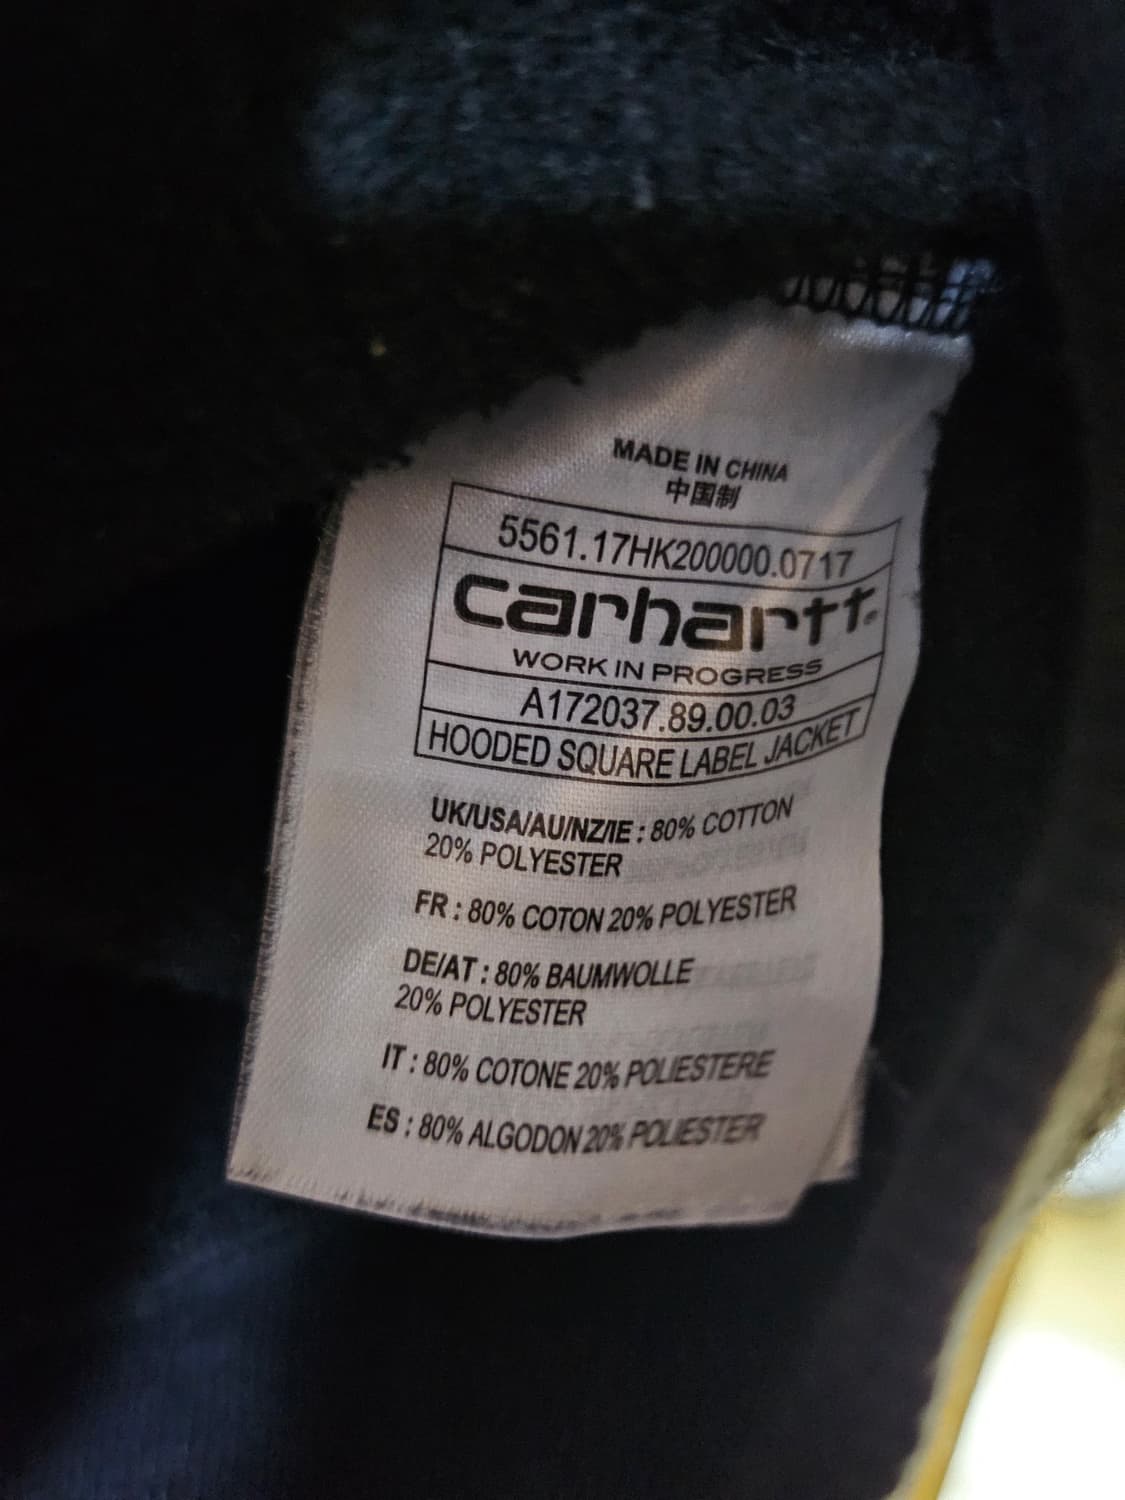 MADE IN CHINA
中国制
5561.17HK200000.0717
carhartt®
WORK IN PROGRESS
A172037.89.00.03
HOODED SQUARE LABEL JACKET
UK/USA/AU/NZ/IE : 80% COTTON
20% POLYESTER
FR : 80% COTON 20% POLYESTER
DE/AT : 80% BAUMWOLLE
20% POLYESTER
IT : 80% COTONE 20% POLIESTERE
ES : 80% ALGODON 20% POLIESTER